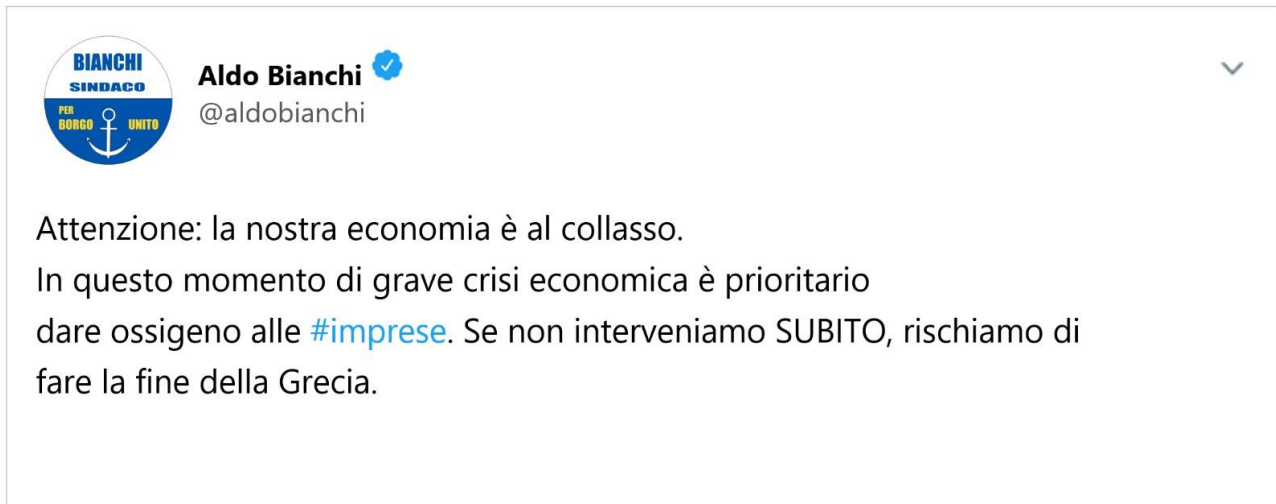 BIANCHI
SINDACO
PER
BORGO UNITO
Aldo Bianchi
@aldobianchi
Attenzione: la nostra economia è al collasso.
In questo momento di grave crisi economica è prioritario
dare ossigeno alle #imprese. Se non interveniamo SUBITO, rischiamo di
fare la fine della Grecia.